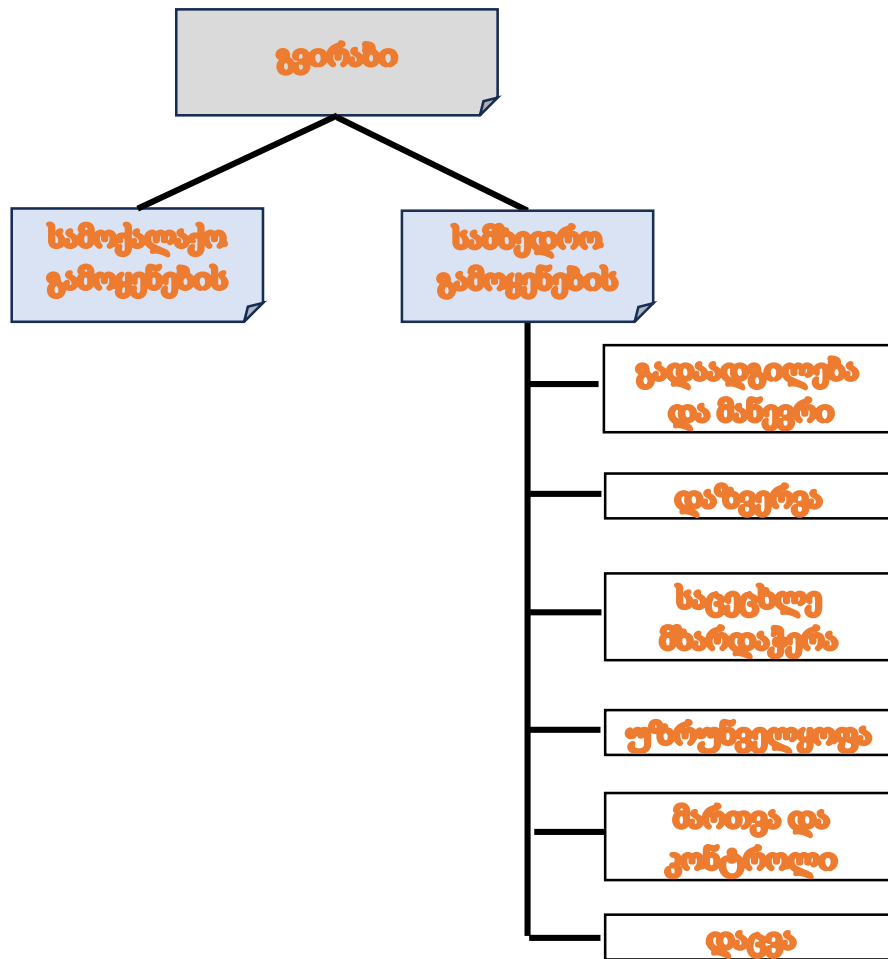 გვირაბი
სამოქალაქო
გამოყენების
სამხედრო
გამოყენების
გადაადგილება
და მანევრი
დაზვერვა
საცეცხლე
მხარდაჭერა
უზრუნველყოფა
მართვა და
კონტროლი
დაცვა